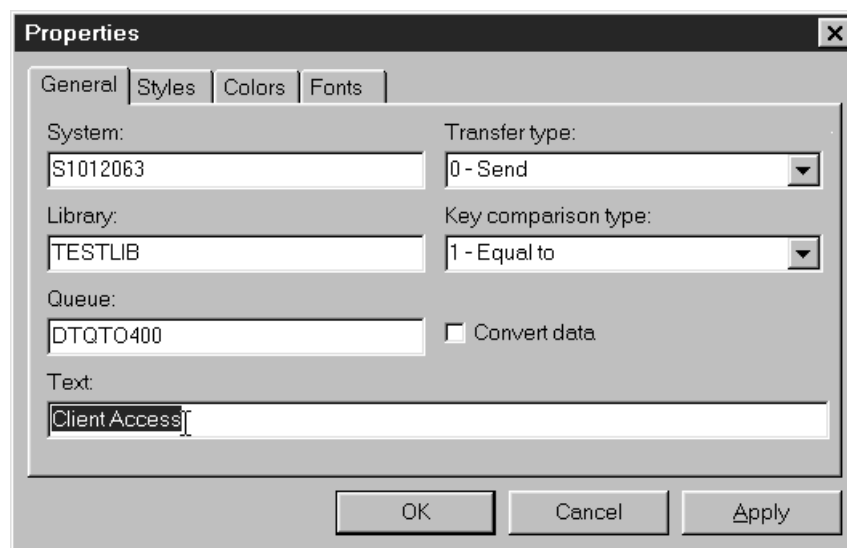 Properties
General Styles Colors Fonts
System: Transfer type:
S1012063 0 - Send
Library: Key comparison type:
TESTLIB 1 - Equal to
Queue:
DTQTO400 Convert data
Text:
Client Access
OK Cancel Apply